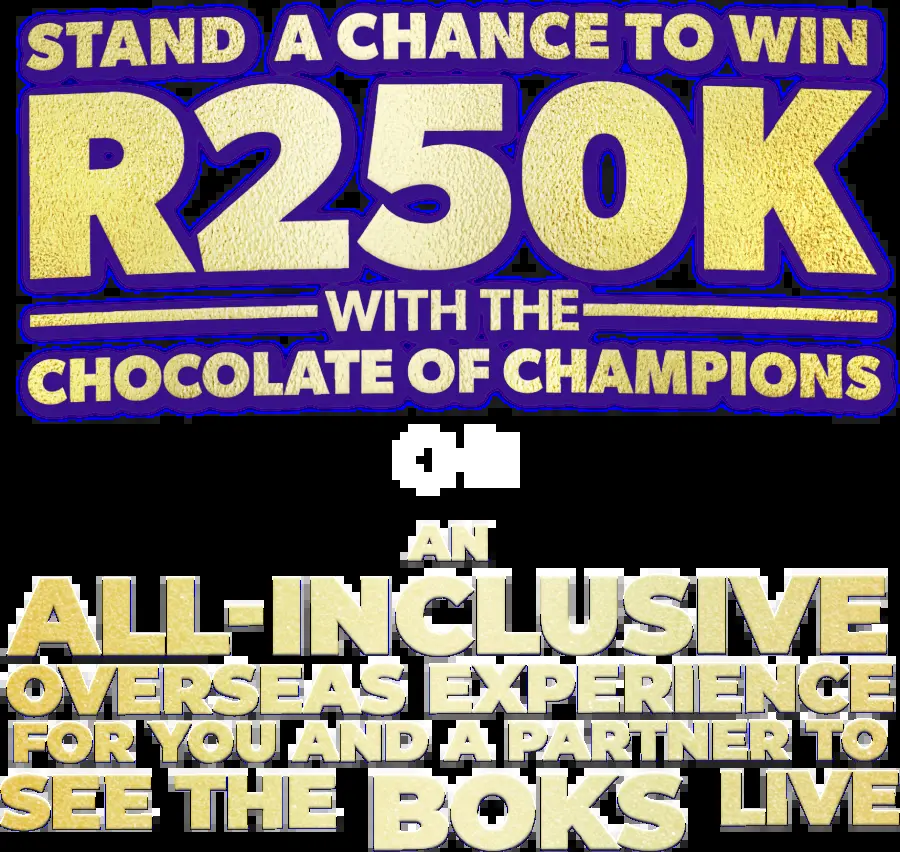 STAND A CHANCE TO WIN
R250K
WITH THE
CHOCOLATE OF CHAMPIONS
AN
ALL-INCLUSIVE
OVERSEAS EXPERIENCE
FOR YOU AND A PARTNER TO
SEE THE BOKS LIVE